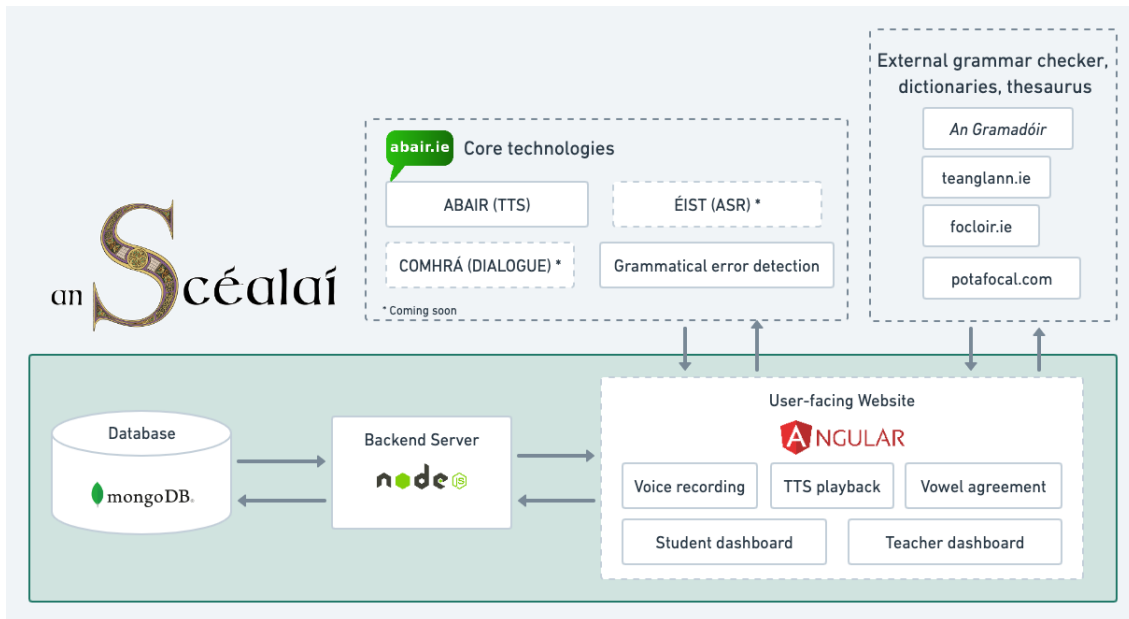 an Scéalaí
abair.ie
Core technologies
ABAIR (TTS)
ÉIST (ASR) *
COMHRÁ (DIALOGUE) *
Grammatical error detection
* Coming soon
External grammar checker,
dictionaries, thesaurus
An Gramadóir
teanglann.ie
focloir.ie
potafocal.com
Database
mongoDB®
Backend Server
node
JS
User-facing Website
ANGULAR
Voice recording
TTS playback
Vowel agreement
Student dashboard
Teacher dashboard